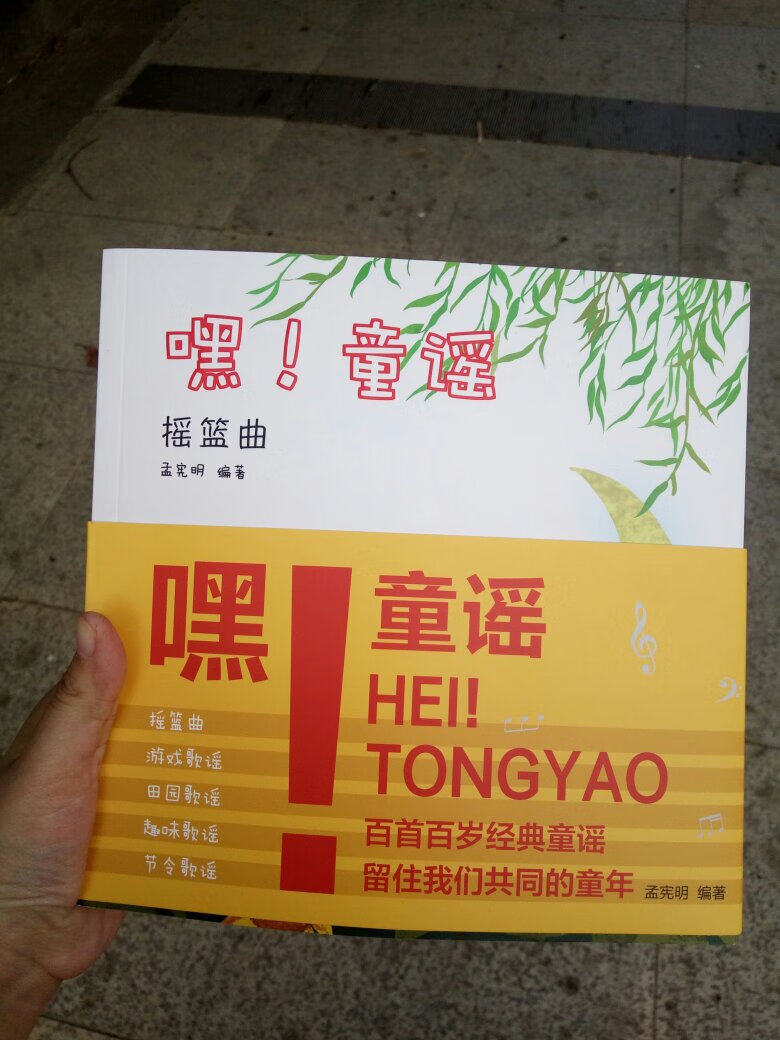 嘿！童谣
摇篮曲
孟宪明 编著
嘿！童谣
HEI!
TONGYAO
摇篮曲
游戏歌谣
田园歌谣
趣味歌谣
节令歌谣
百首百岁经典童谣
留住我们共同的童年
孟宪明 编著